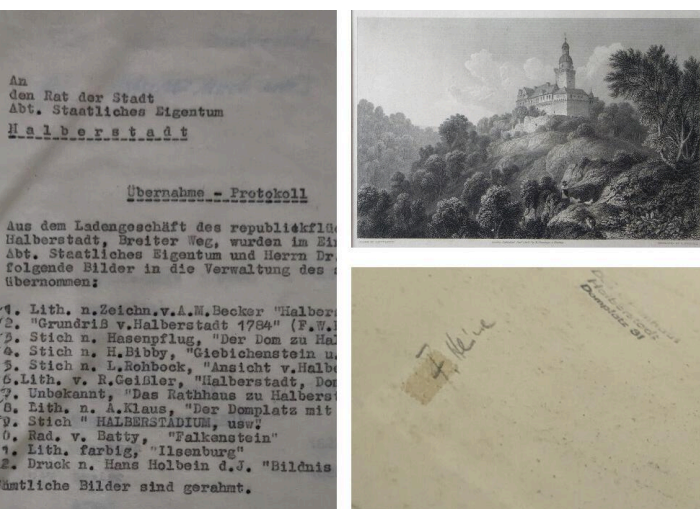 An
den Rat der Stadt
Abt. Staatliches Eigentum
Halberstadt
Übernahme - Protokoll
Aus dem Ladengeschäft des republikflü
Halberstadt, Breiter Weg, wurden im Ei
Abt. Staatliches Eigentum und Herrn Dr.
folgende Bilder in die Verwaltung des
übernommen:
1. Lith. n.Zeichn.v.A.M.Becker "Halber
2. "Grundriß v.Halberstadt 1784" (F.W.
3. Stich n. Hasenpflug, "Der Dom zu Hal
4. Stich n. H.Bibby, "Giebichenstein u.
5. Stich n. L.Rohbock, "Ansicht v.Halbe
6.Lith. v. R.Geißler, "Halberstadt, Dom
7. Unbekannt, "Das Rathhaus zu Halberst
8. Lith. n. A.Klaus, "Der Domplatz mit
9. Stich " HALBERSTADIUM, usw"
0. Rad. v. Batty, "Falkenstein"
1. Lith. farbig, "Ilsenburg"
2. Druck n. Hans Holbein d.J. "Bildnis
ämtliche Bilder sind gerahmt.
Halberstadt
Domplatz